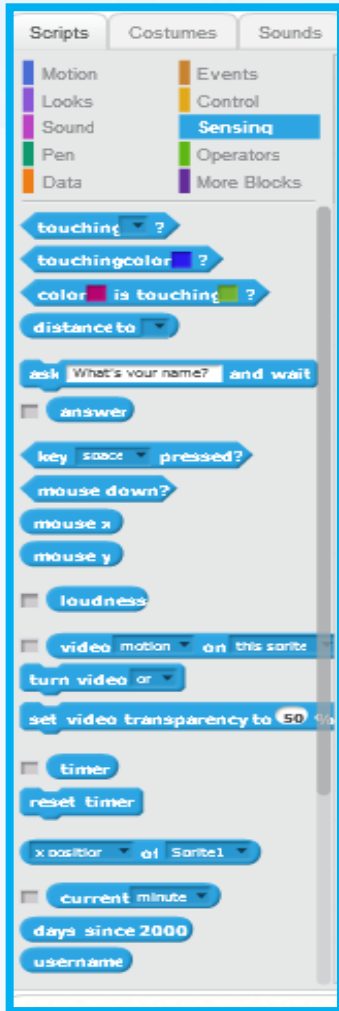 Scripts Costumes Sounds
Motion Events
Looks Control
Sound Sensing
Pen Operators
Data More Blocks
touching ?
touching color ?
color is touching ?
distance to
ask What's your name? and wait
answer
key space pressed?
mouse down?
mouse x
mouse y
loudness
video motion on this sprite
turn video on
set video transparency to 50 %
timer
reset timer
x position of Sprite1
current minute
days since 2000
username